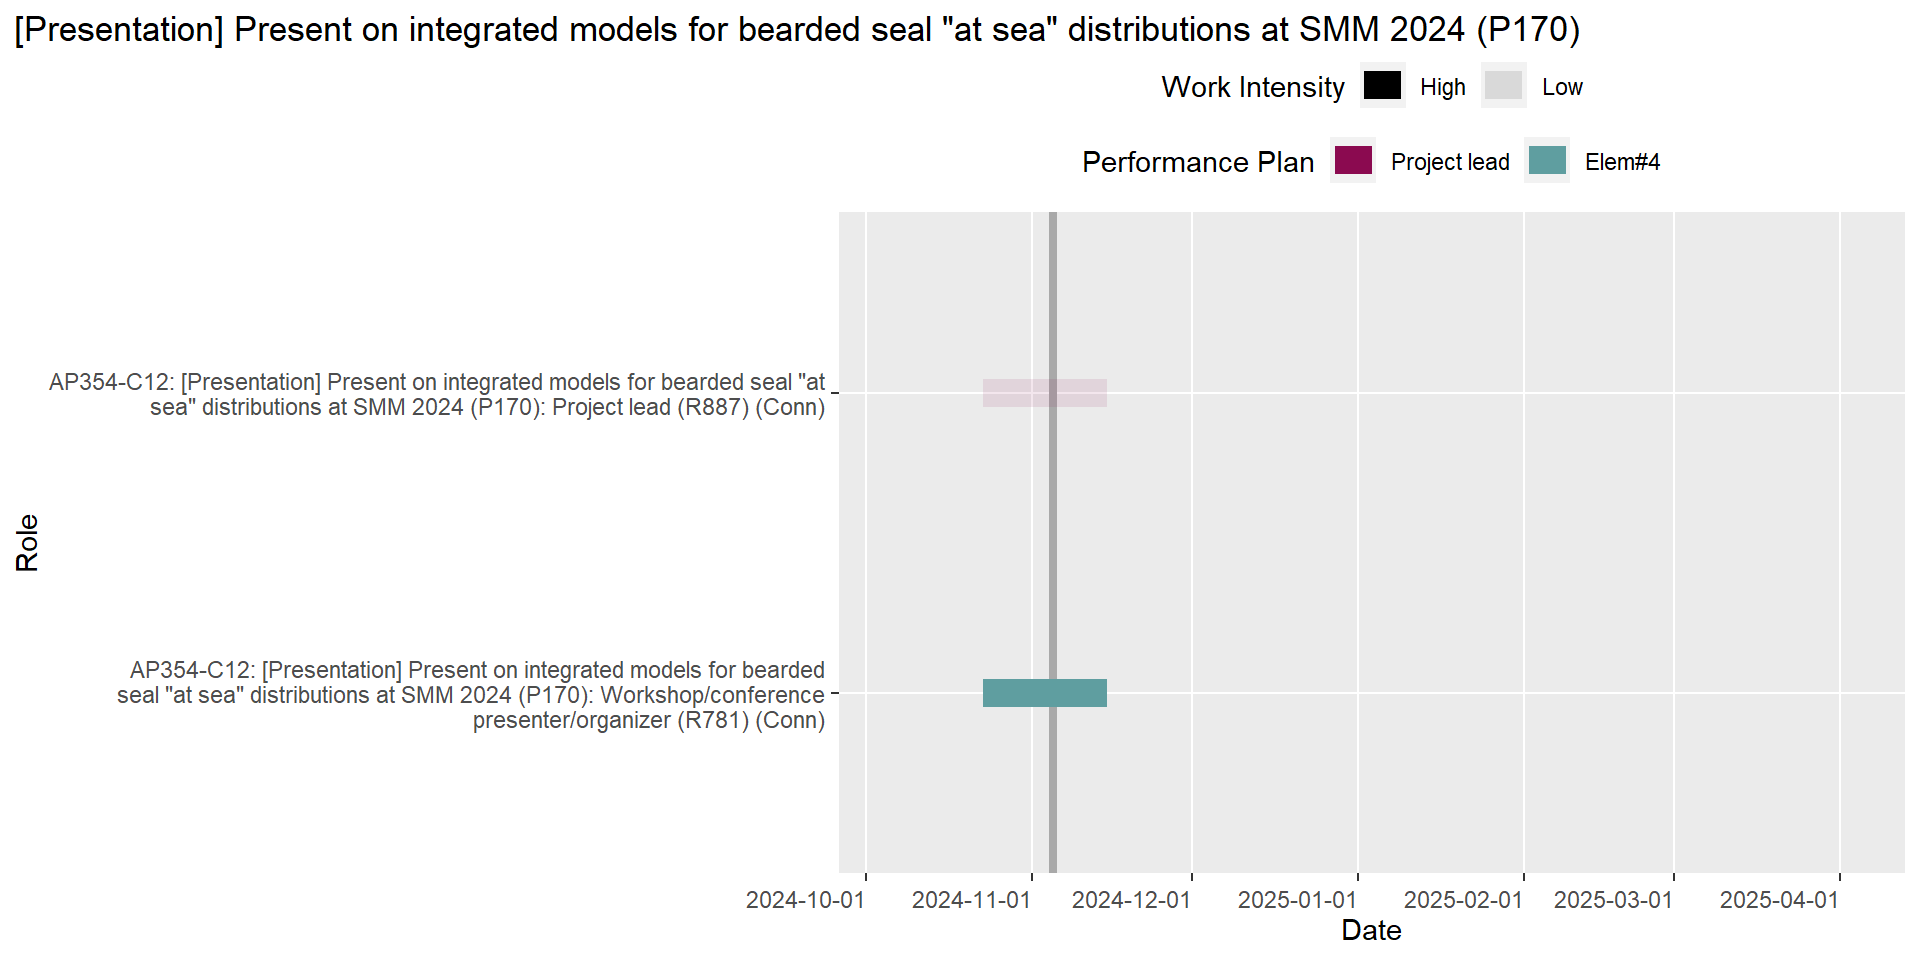 [Presentation] Present on integrated models for bearded seal "at sea" distributions at SMM 2024 (P170)
Work Intensity High Low
Performance Plan Project lead Elem#4
AP354-C12: [Presentation] Present on integrated models for bearded seal "at
sea" distributions at SMM 2024 (P170): Project lead (R887) (Conn)
Role
AP354-C12: [Presentation] Present on integrated models for bearded
seal "at sea" distributions at SMM 2024 (P170): Workshop/conference
presenter/organizer (R781) (Conn)
2024-10-01 2024-11-01 2024-12-01 2025-01-01 2025-02-01 2025-03-01 2025-04-01
Date